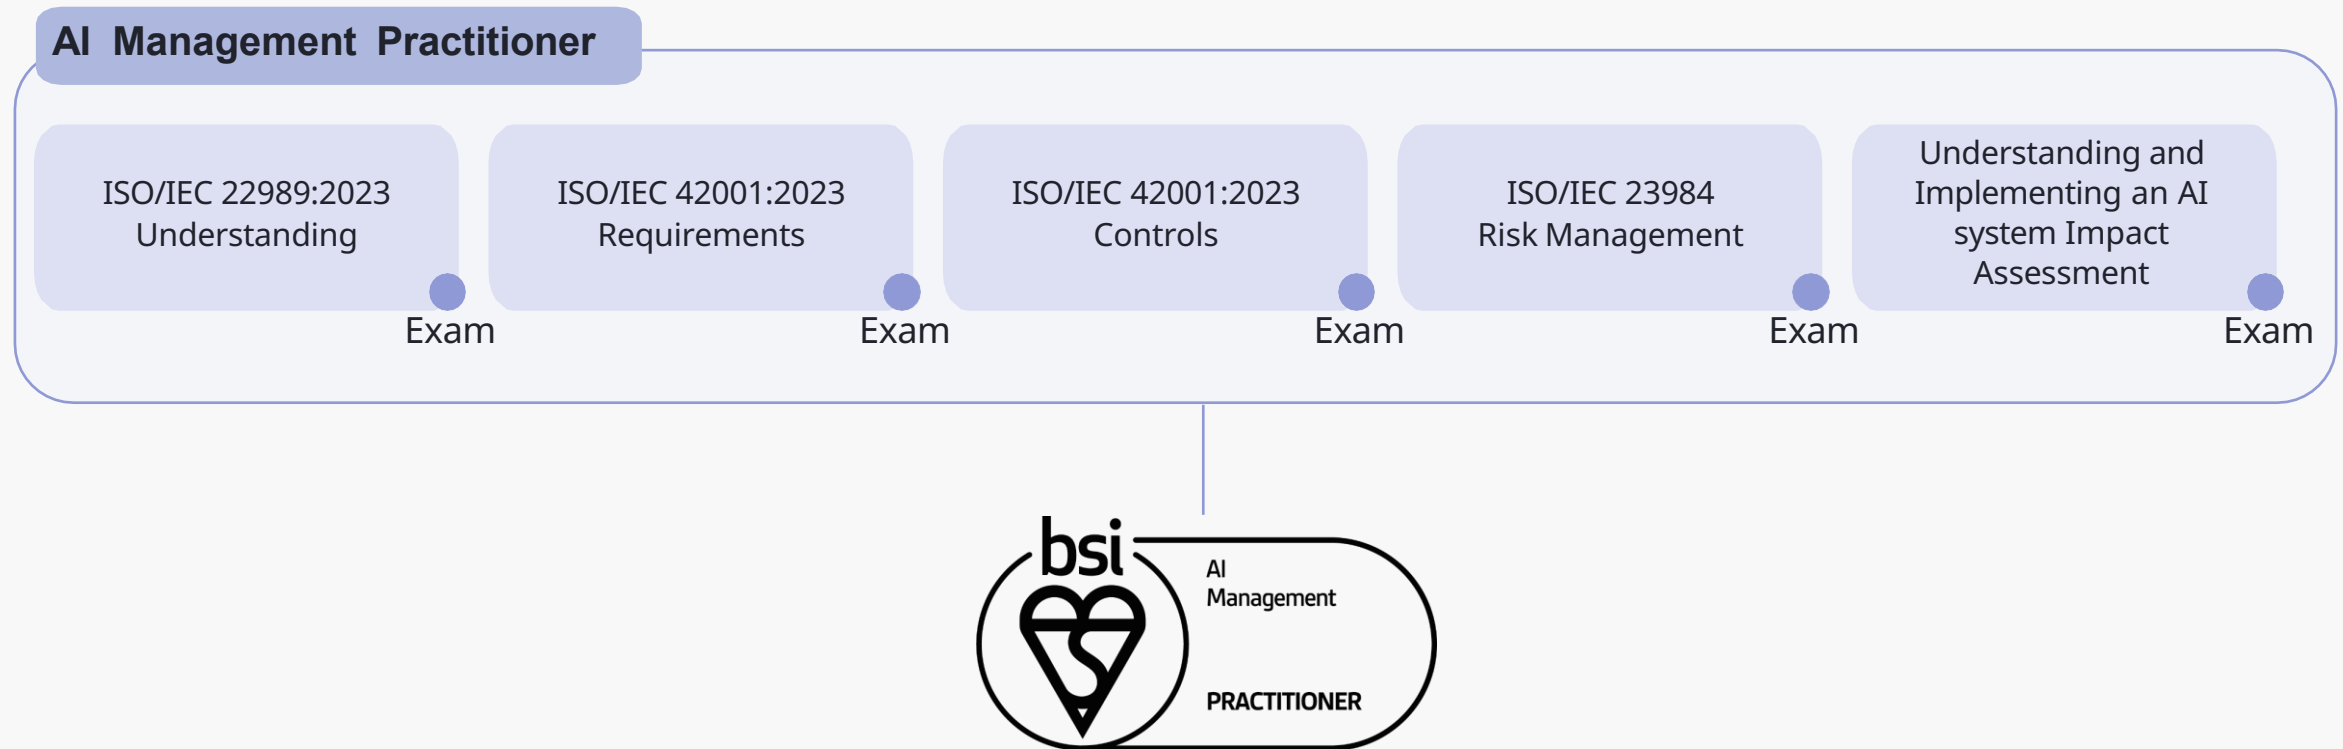 AI Management Practitioner
ISO/IEC 22989:2023
Understanding
ISO/IEC 42001:2023
Requirements
ISO/IEC 42001:2023
Controls
ISO/IEC 23984
Risk Management
Understanding and
Implementing an AI
system Impact
Assessment
Exam
Exam
Exam
Exam
Exam
bsi
AI
Management
PRACTITIONER